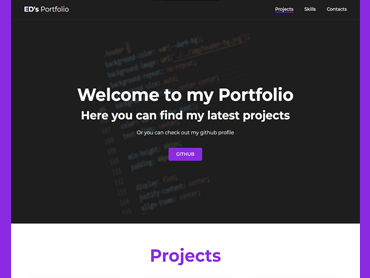 ED's Portfolio
Projects Skills Contacts
Welcome to my Portfolio
Here you can find my latest projects
Or you can check out my github profile
GITHUB
Projects